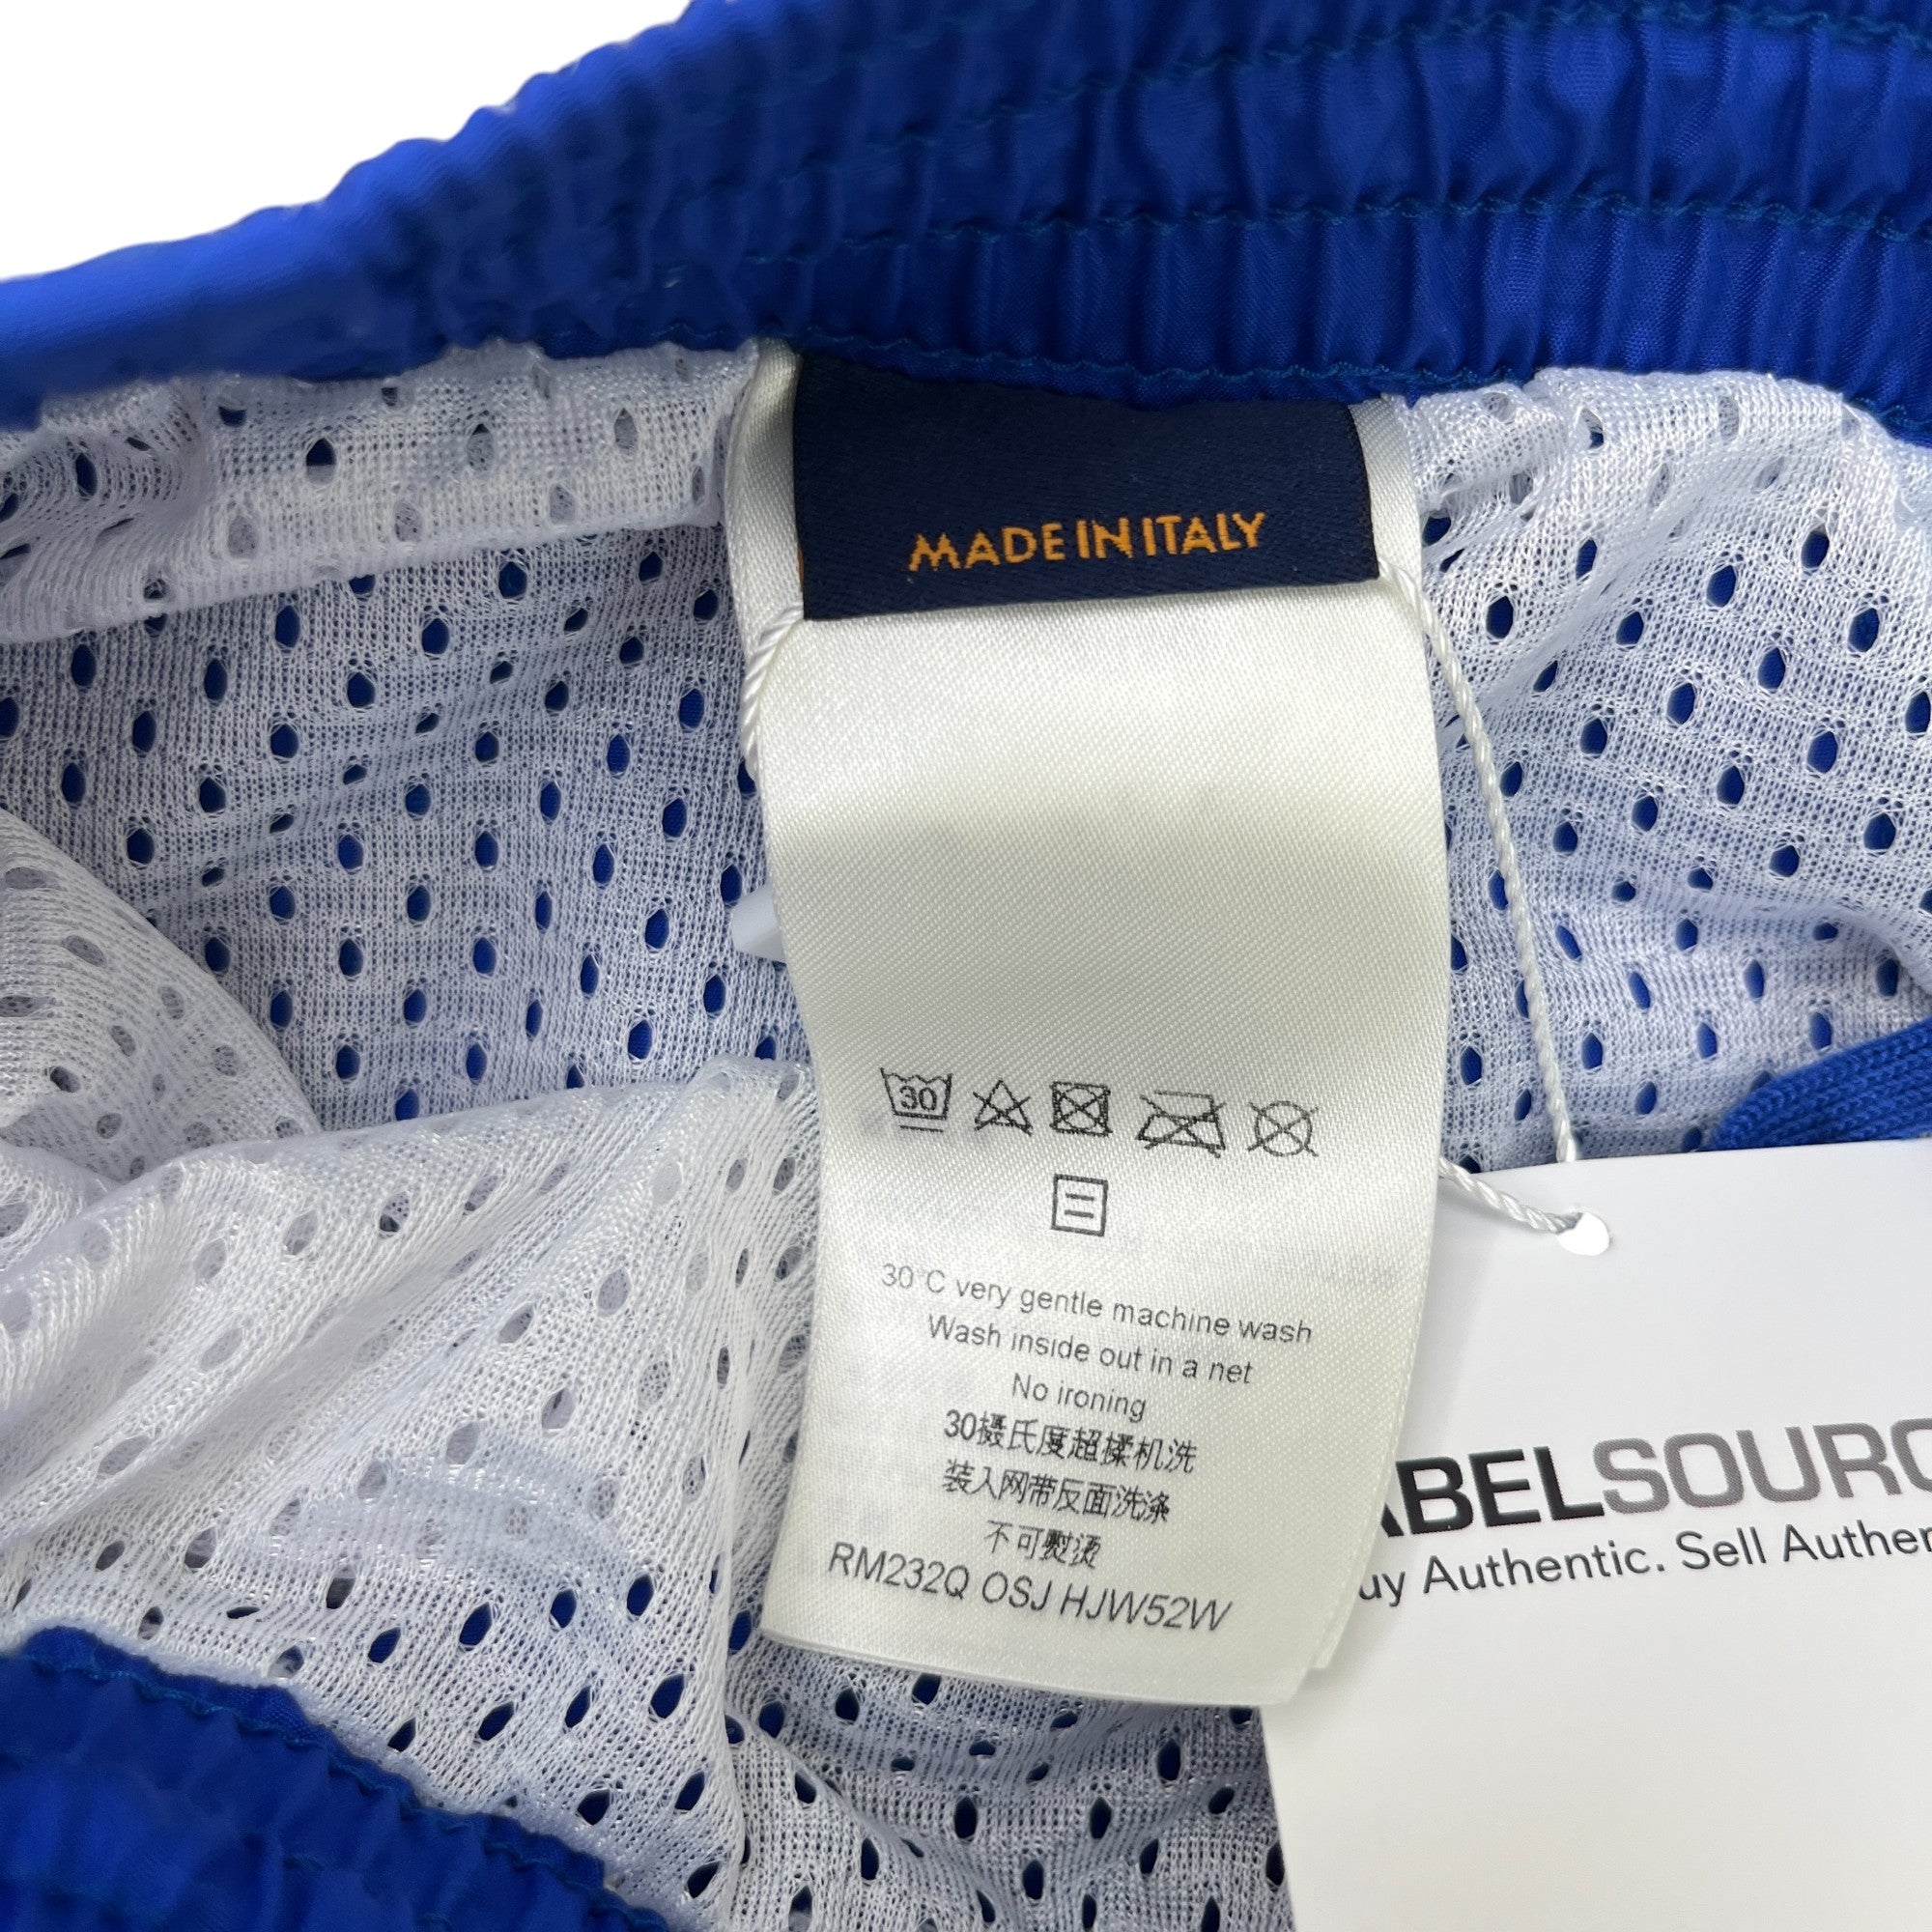 MADE IN ITALY
30
30°C very gentle machine wash
Wash inside out in a net
No ironing
30摄氏度超揉机洗
装入网带反面洗涤
不可熨烫
RM232Q OSJ HJW52W
ABELSOURC
uy Authentic. Sell Authen